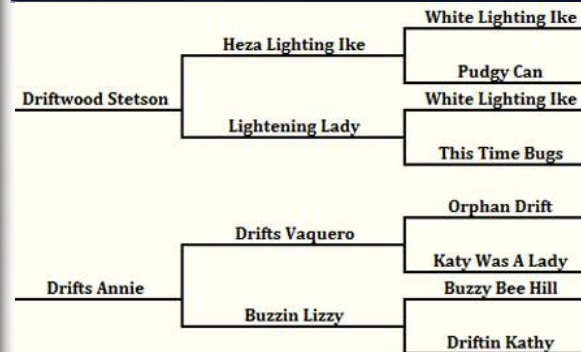 White Lighting Ike
Heza Lighting Ike
Pudgy Can
Driftwood Stetson
White Lighting Ike
Lightening Lady
This Time Bugs
Orphan Drift
Drifts Vaquero
Katy Was A Lady
Drifts Annie
Buzzy Bee Hill
Buzzin Lizzy
Driftin Kathy